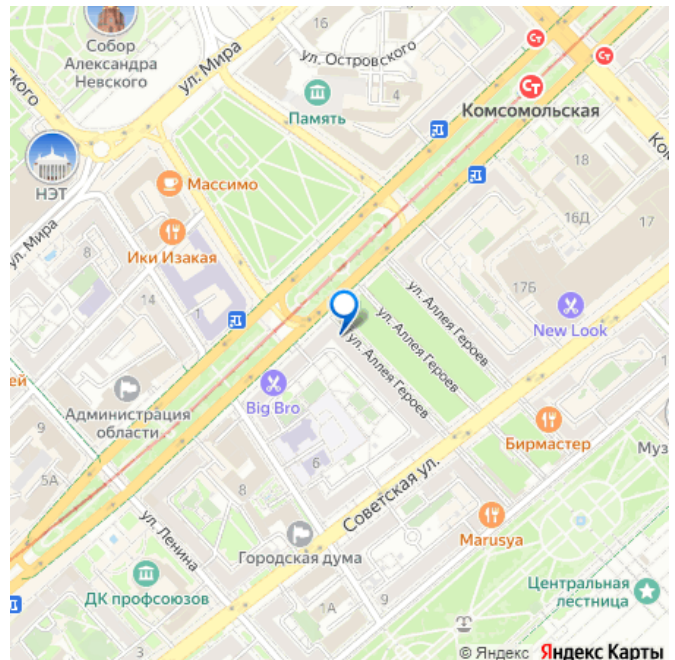 Собор
Александра
Невского
ул. Мира
ул. Островского
4
Память
Комсомольская
НЭТ
Массимо
18
16Д
17
ул. Мира
8
Ики Изакая
14
1
17Б
New Look
ул. Аллея Героев
ул. Аллея Героев
ул. Аллея Героев
Big Bro
Администрация
области
9
5А
6
8
Бирмастер
Советская ул.
ул. Ленина
Marusya
Городская дума
ДК профсоюзов
1А
9
Центральная
лестница
3
© Яндекс Яндекс Карты